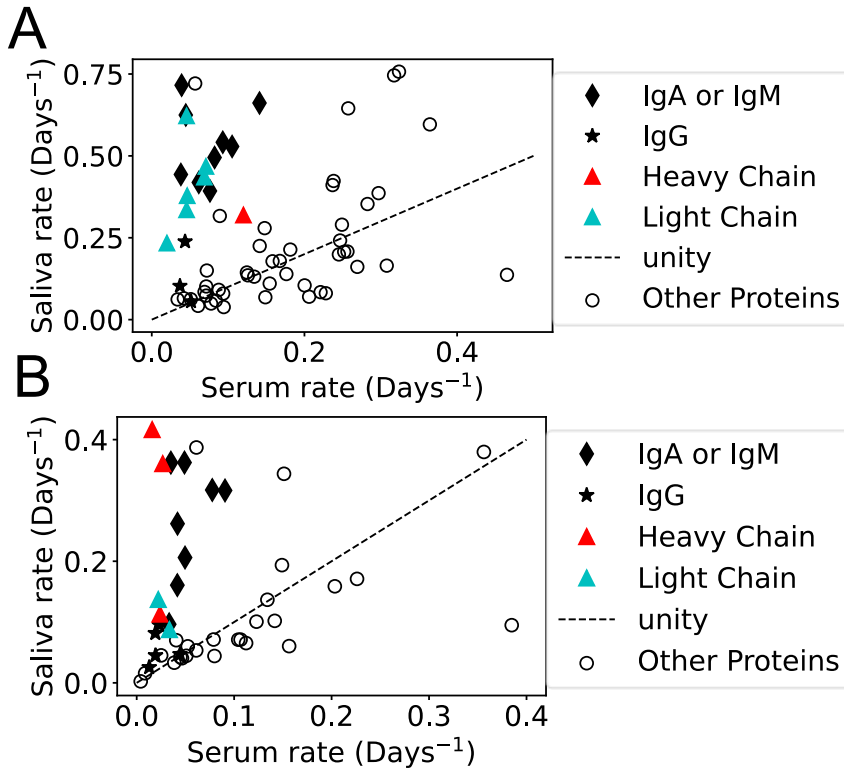 A
0.75
0.50
0.25
0.00
Saliva rate (Days⁻¹)
0.0 0.2 0.4
Serum rate (Days⁻¹)
IgA or IgM
IgG
Heavy Chain
Light Chain
unity
Other Proteins
B
0.4
0.2
0.0
Saliva rate (Days⁻¹)
0.0 0.1 0.2 0.3 0.4
Serum rate (Days⁻¹)
IgA or IgM
IgG
Heavy Chain
Light Chain
unity
Other Proteins